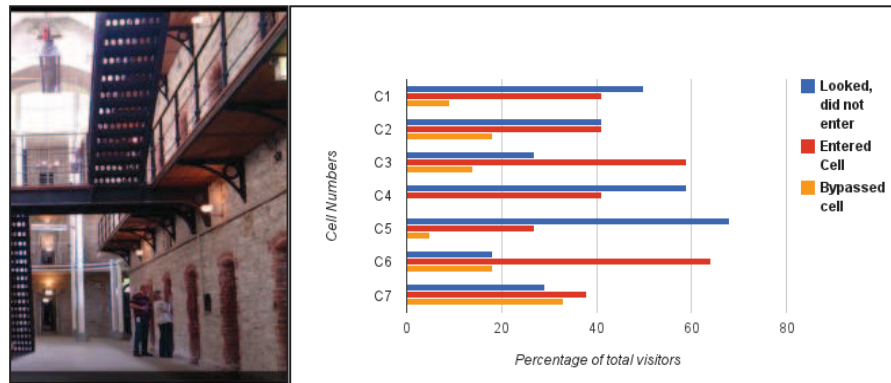 C1
C2
C3
C4
C5
C6
C7
Cell Numbers
0
20
40
60
80
Percentage of total visitors
Looked,
did not
enter
Entered
Cell
Bypassed
cell